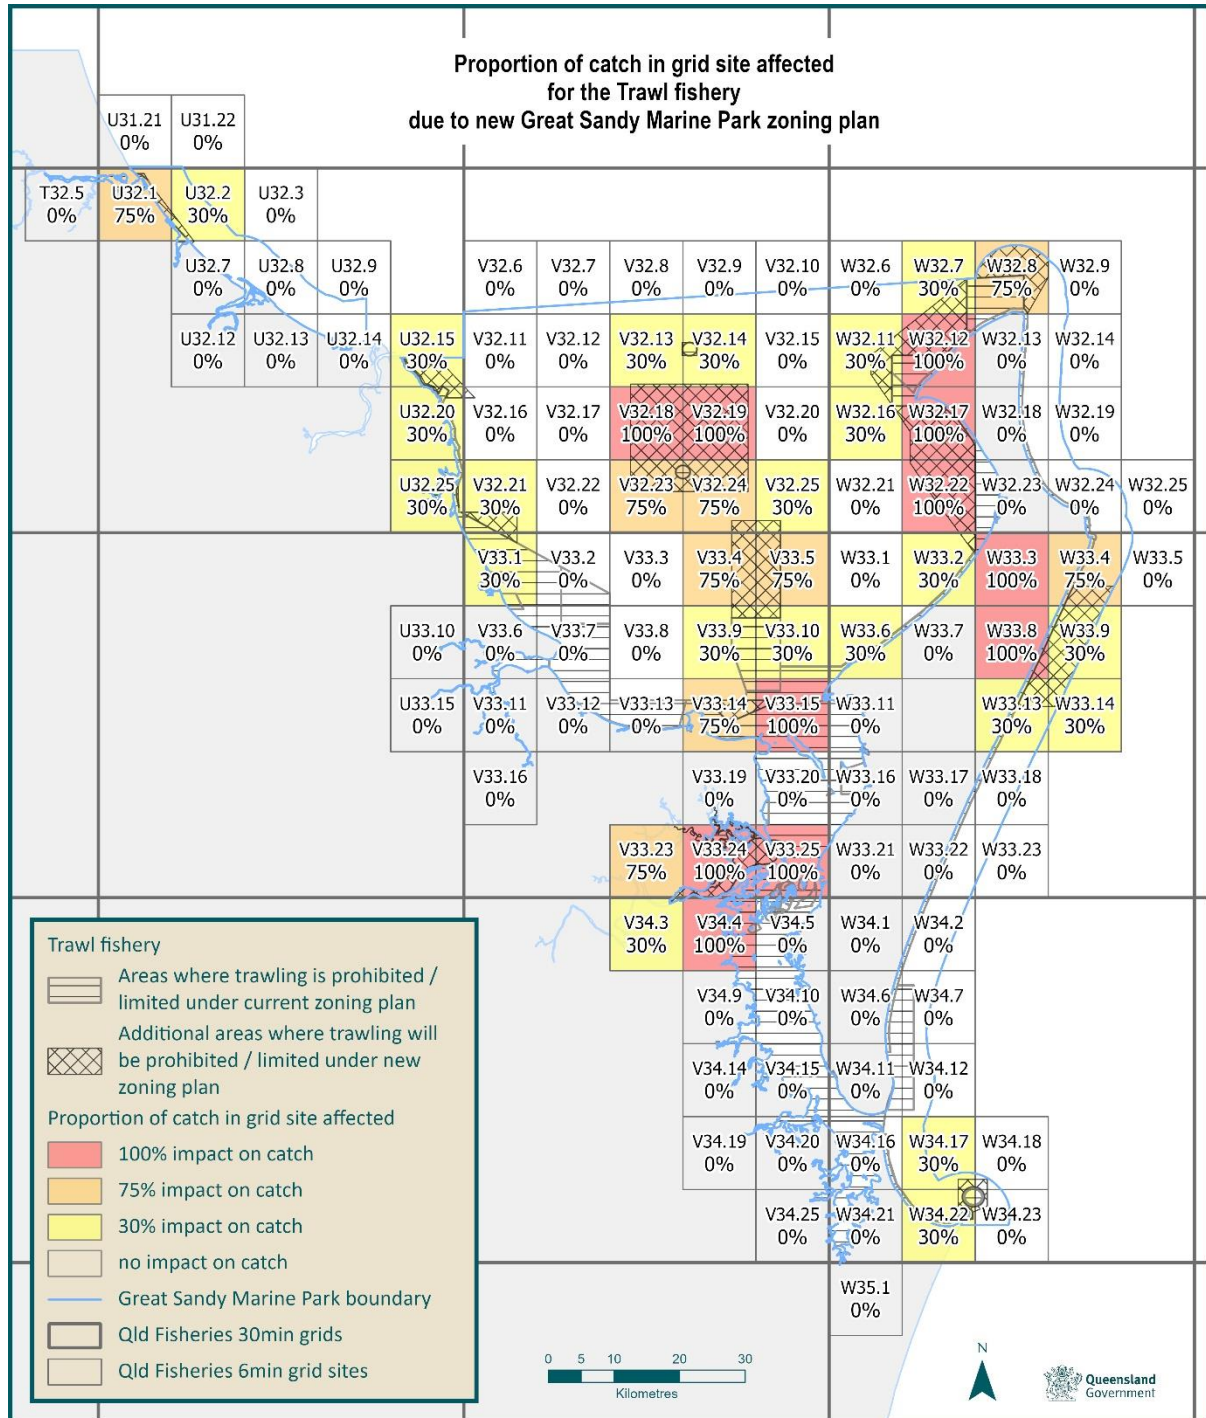 Proportion of catch in grid site affected
for the Trawl fishery
due to new Great Sandy Marine Park zoning plan
U31.21 U31.22
0% 0%
T32.5 U32.1 U32.2 U32.3
0% 75% 30% 0%
U32.7 U32.8 U32.9 V32.6 V32.7 V32.8 V32.9 V32.10 W32.6 W32.7 W32.8 W32.9
0% 0% 0% 0% 0% 0% 0% 0% 0% 30% 75% 0%
U32.12 U32.13 U32.14 U32.15 V32.11 V32.12 V32.13 V32.14 V32.15 W32.11 W32.12 W32.13 W32.14
0% 0% 0% 30% 0% 0% 30% 30% 0% 30% 100% 0% 0%
U32.20 V32.16 V32.17 V32.18 V32.19 V32.20 W32.16 W32.17 W32.18 W32.19
30% 0% 0% 100% 100% 0% 30% 100% 0% 0%
U32.25 V32.21 V32.22 V32.23 V32.24 V32.25 W32.21 W32.22 W32.23 W32.24 W32.25
30% 30% 0% 75% 75% 30% 0% 100% 0% 0% 0%
V33.1 V33.2 V33.3 V33.4 V33.5 W33.1 W33.2 W33.3 W33.4 W33.5
30% 0% 0% 75% 75% 0% 30% 100% 75% 0%
U33.10 V33.6 V33.7 V33.8 V33.9 V33.10 W33.6 W33.7 W33.8 W33.9
0% 0% 0% 0% 30% 30% 30% 0% 100% 30%
U33.15 V33.11 V33.12 V33.13 V33.14 V33.15 W33.11 W33.13 W33.14
0% 0% 0% 0% 75% 100% 0% 30% 30%
V33.16 V33.19 V33.20 W33.16 W33.17 W33.18
0% 0% 0% 0% 0% 0%
V33.23 V33.24 V33.25 W33.21 W33.22 W33.23
75% 100% 100% 0% 0% 0%
V34.3 V34.4 V34.5 W34.1 W34.2
30% 100% 0% 0% 0%
V34.9 V34.10 W34.6 W34.7
0% 0% 0% 0%
V34.14 V34.15 W34.11 W34.12
0% 0% 0% 0%
V34.19 V34.20 W34.16 W34.17 W34.18
0% 0% 0% 30% 0%
V34.25 W34.21 W34.22 W34.23
0% 0% 30% 0%
W35.1
0%
Trawl fishery
Areas where trawling is prohibited /
limited under current zoning plan
Additional areas where trawling will
be prohibited / limited under new
zoning plan
Proportion of catch in grid site affected
100% impact on catch
75% impact on catch
30% impact on catch
no impact on catch
Great Sandy Marine Park boundary
Qld Fisheries 30min grids
Qld Fisheries 6min grid sites
0 5 10 20 30
Kilometres
N
Queensland
Government